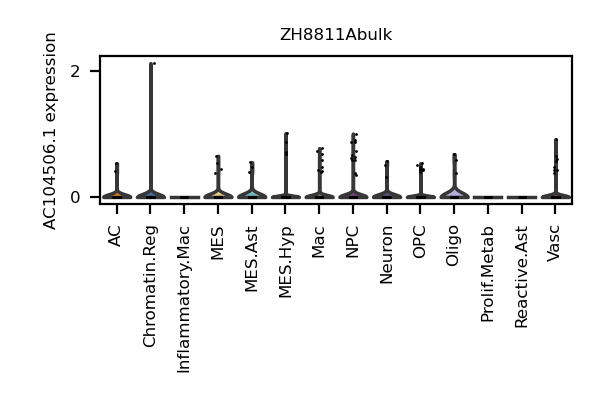 ZH8811Abulk
AC104506.1 expression
2
0
AC
Chromatin.Reg
Inflammatory.Mac
MES
MES.Ast
MES.Hyp
Mac
NPC
Neuron
OPC
Oligo
Prolif.Metab
Reactive.Ast
Vasc